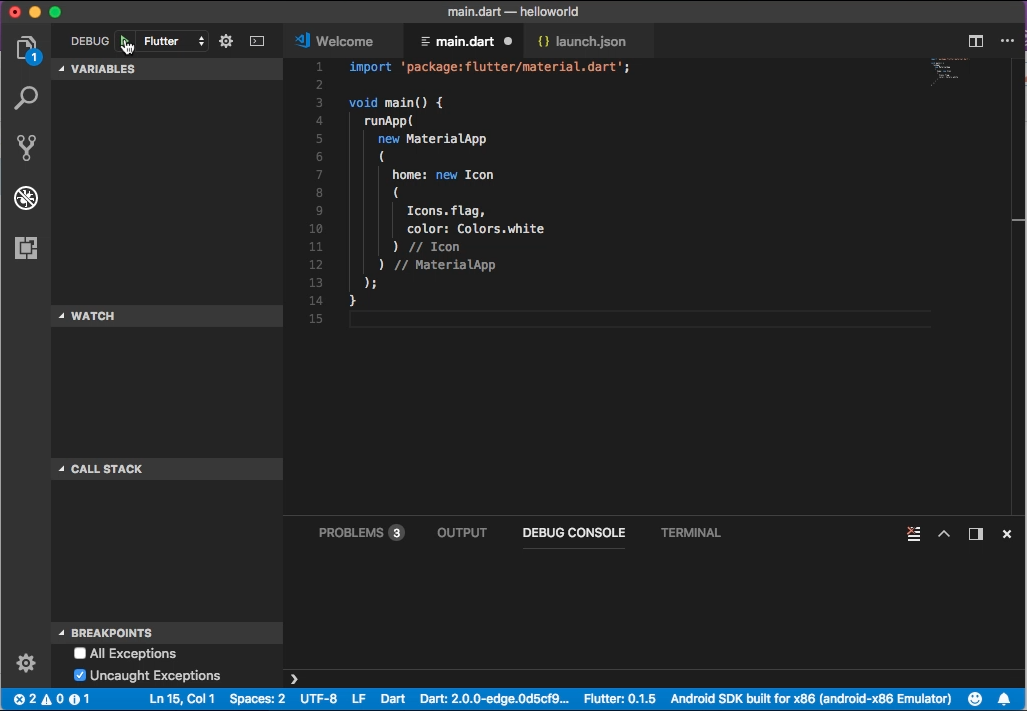 main.dart — helloworld
1
DEBUG Flutter
Welcome main.dart {} launch.json
VARIABLES
WATCH
CALL STACK
BREAKPOINTS
All Exceptions
Uncaught Exceptions
1 import 'package:flutter/material.dart';
2
3 void main() {
4 runApp(
5 new MaterialApp
6 (
7 home: new Icon
8 (
9 Icons.flag,
10 color: Colors.white
11 ) // Icon
12 ) // MaterialApp
13 );
14 }
15
PROBLEMS 3 OUTPUT DEBUG CONSOLE TERMINAL
2 0 1 Ln 15, Col 1 Spaces: 2 UTF-8 LF Dart Dart: 2.0.0-edge.0d5cf9... Flutter: 0.1.5 Android SDK built for x86 (android-x86 Emulator)